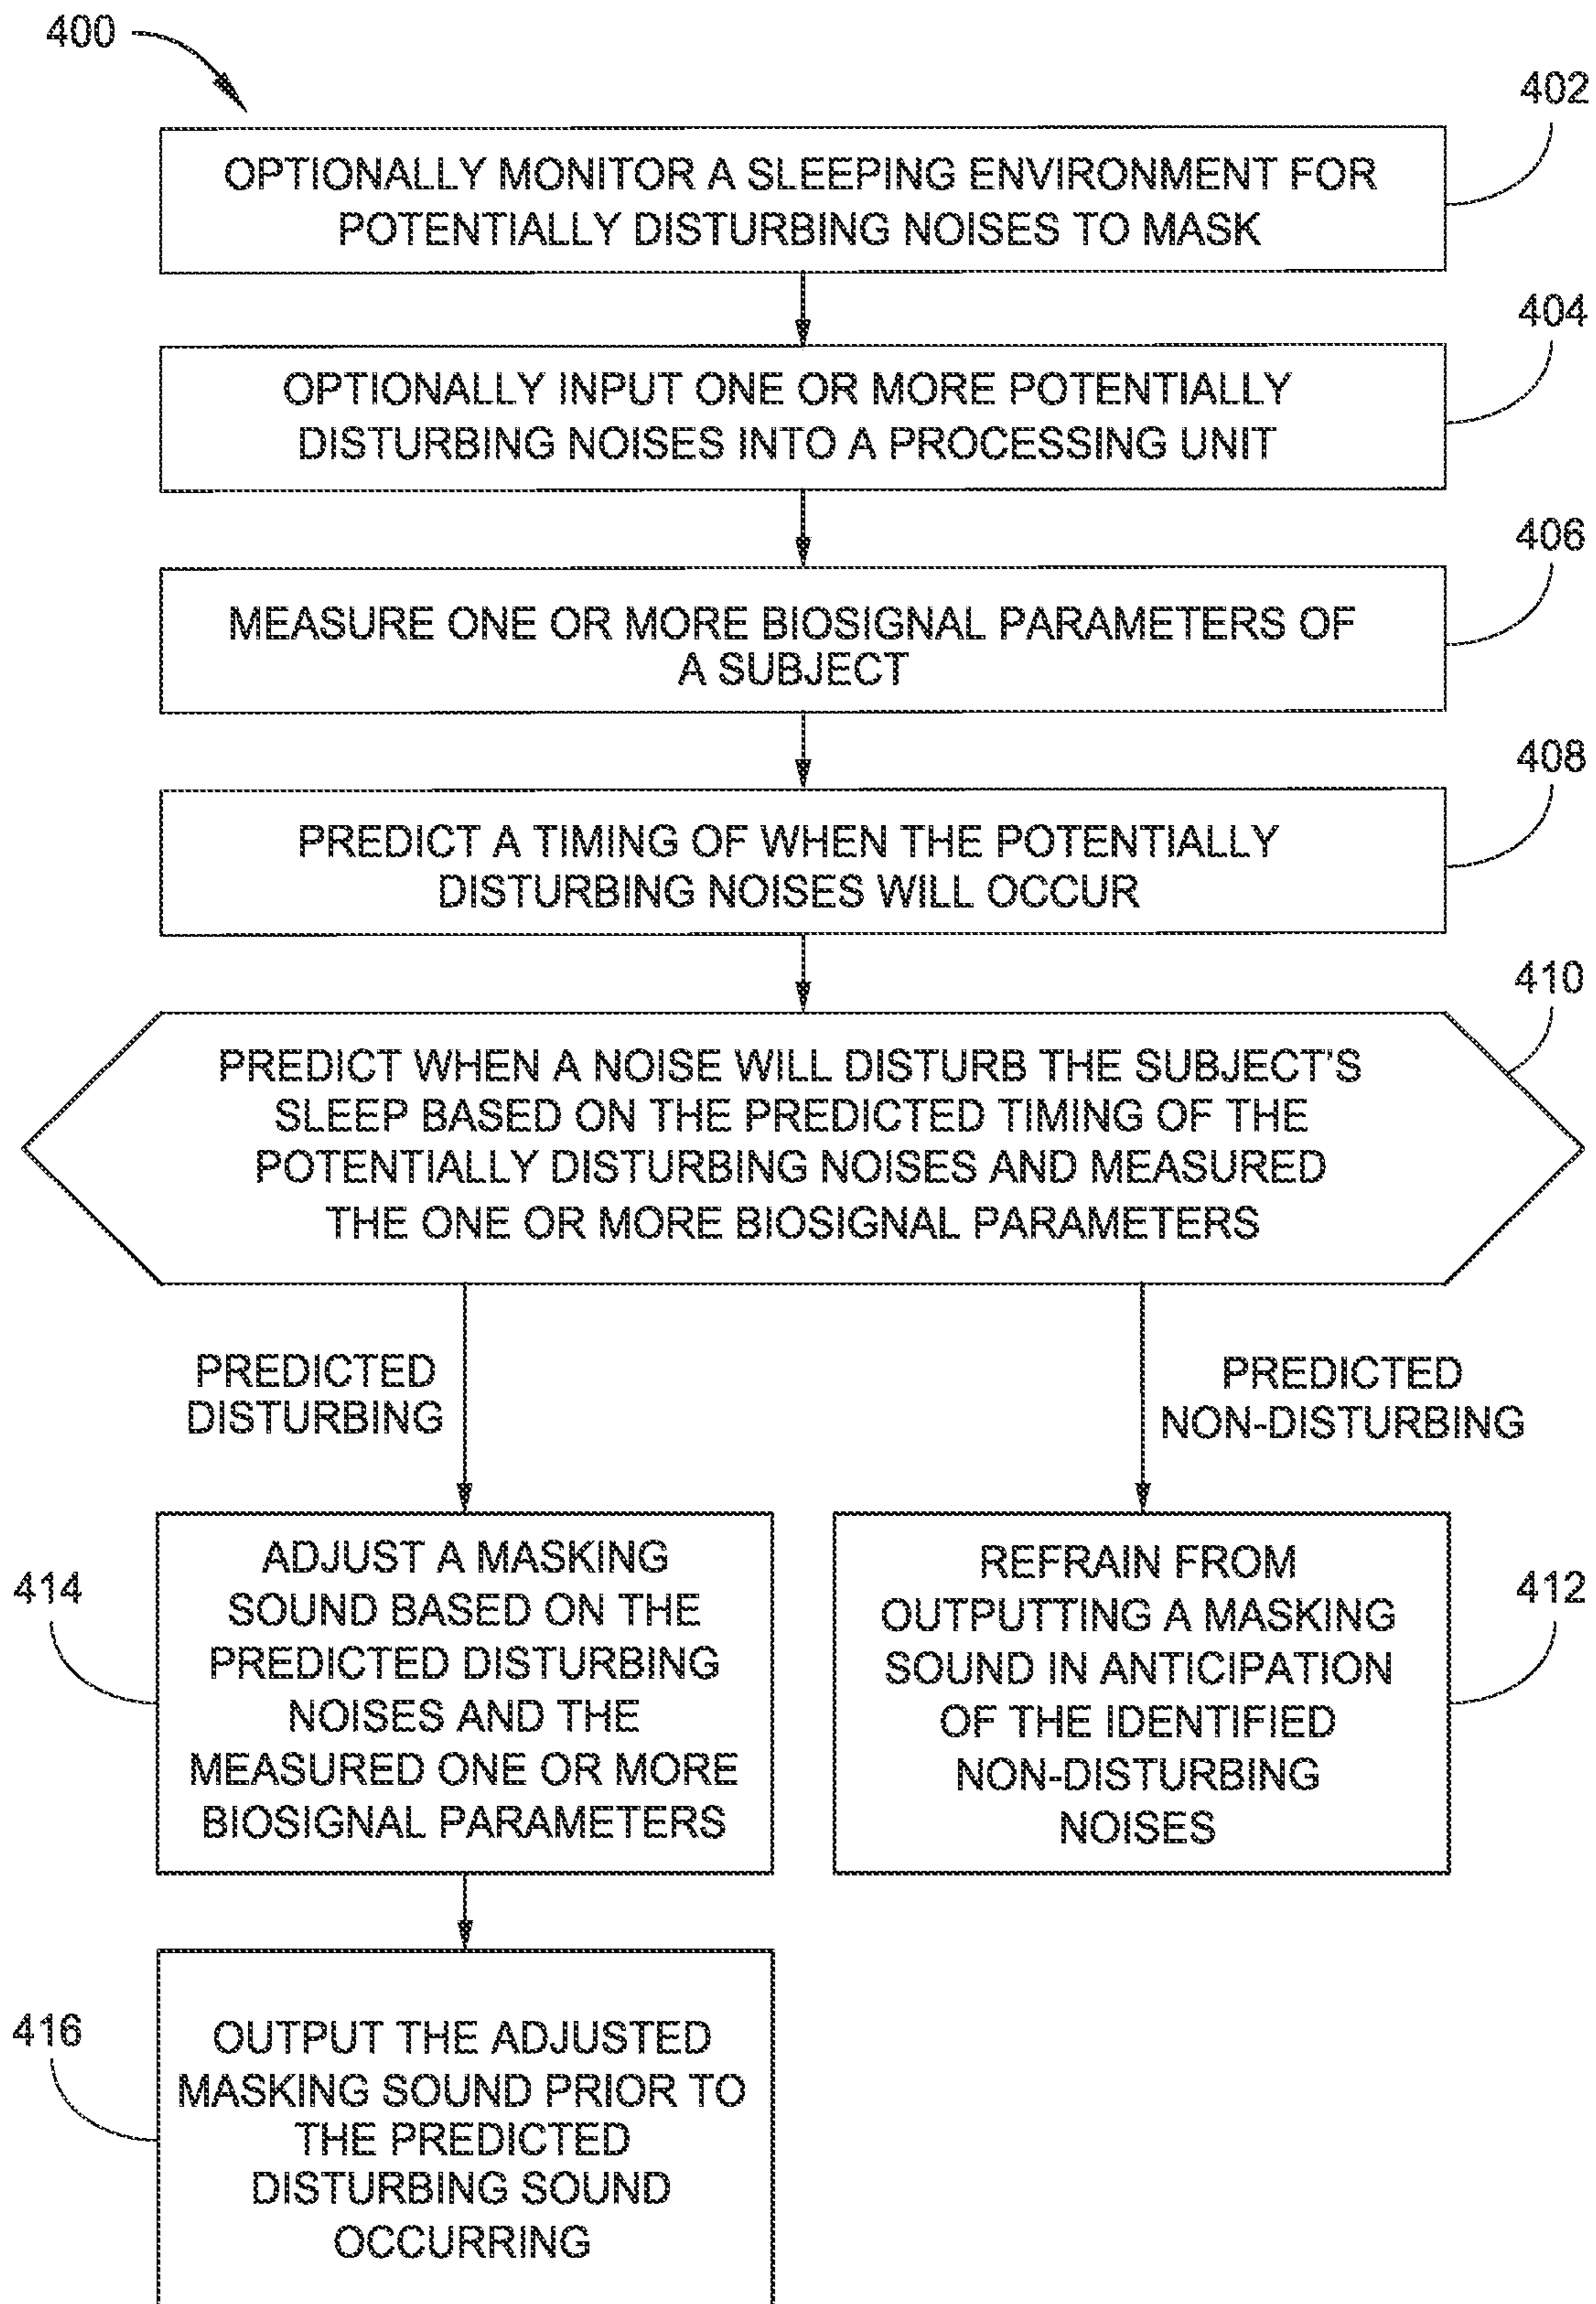 400
402
OPTIONALLY MONITOR A SLEEPING ENVIRONMENT FOR
POTENTIALLY DISTURBING NOISES TO MASK
404
OPTIONALLY INPUT ONE OR MORE POTENTIALLY
DISTURBING NOISES INTO A PROCESSING UNIT
406
MEASURE ONE OR MORE BIOSIGNAL PARAMETERS OF
A SUBJECT
408
PREDICT A TIMING OF WHEN THE POTENTIALLY
DISTURBING NOISES WILL OCCUR
410
PREDICT WHEN A NOISE WILL DISTURB THE SUBJECT'S
SLEEP BASED ON THE PREDICTED TIMING OF THE
POTENTIALLY DISTURBING NOISES AND MEASURED
THE ONE OR MORE BIOSIGNAL PARAMETERS
PREDICTED
DISTURBING
PREDICTED
NON-DISTURBING
414
ADJUST A MASKING
SOUND BASED ON THE
PREDICTED DISTURBING
NOISES AND THE
MEASURED ONE OR MORE
BIOSIGNAL PARAMETERS
412
REFRAIN FROM
OUTPUTTING A MASKING
SOUND IN ANTICIPATION
OF THE IDENTIFIED
NON-DISTURBING
NOISES
416
OUTPUT THE ADJUSTED
MASKING SOUND PRIOR TO
THE PREDICTED
DISTURBING SOUND
OCCURRING